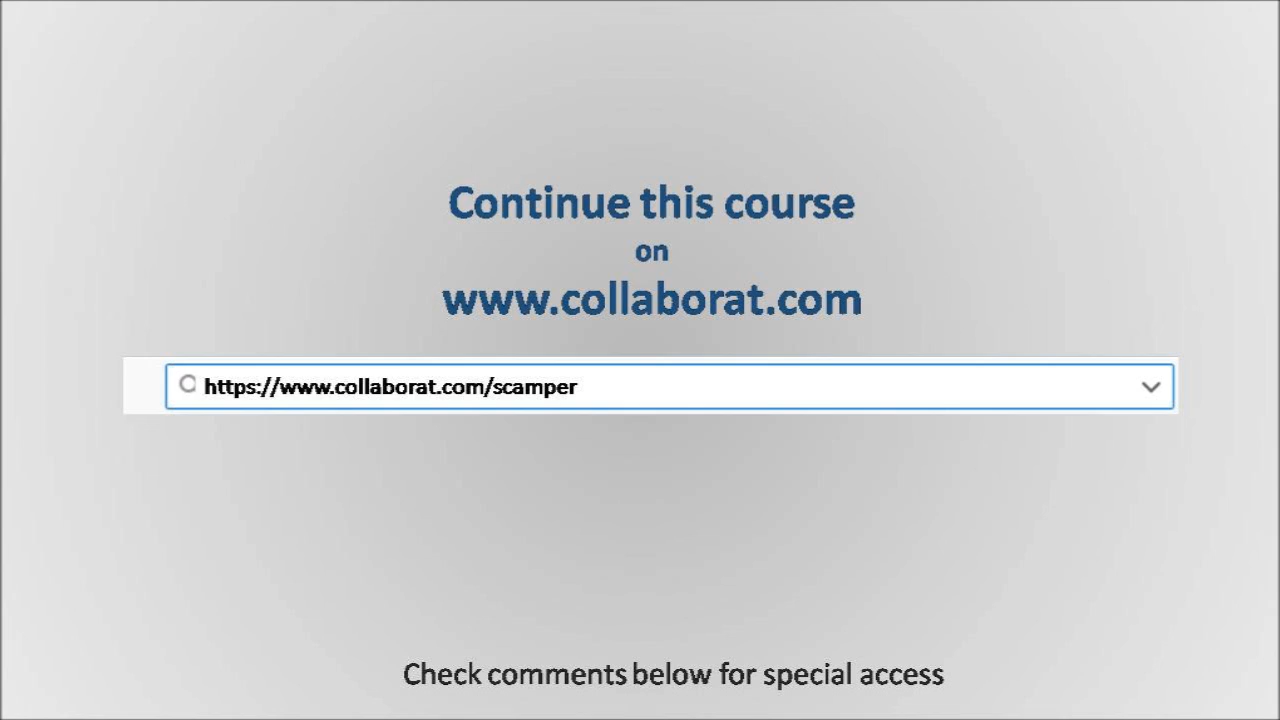 Continue this course
on
www.collaborat.com
https://www.collaborat.com/scamper
Check comments below for special access